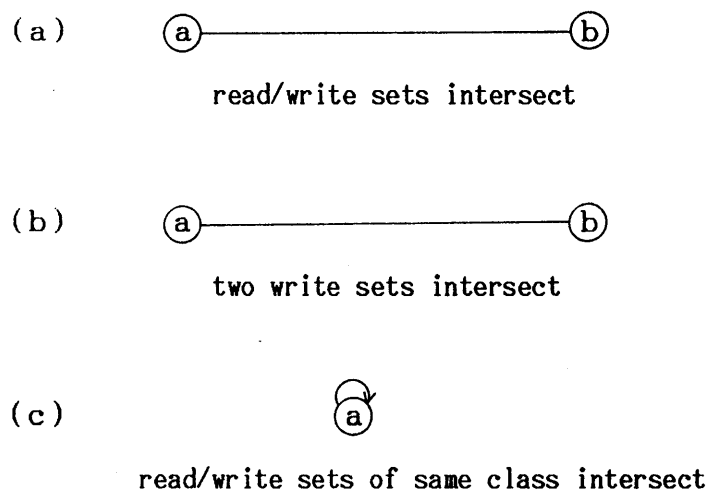 (a) a b
read/write sets intersect
(b) a b
two write sets intersect
(c) a
read/write sets of same class intersect